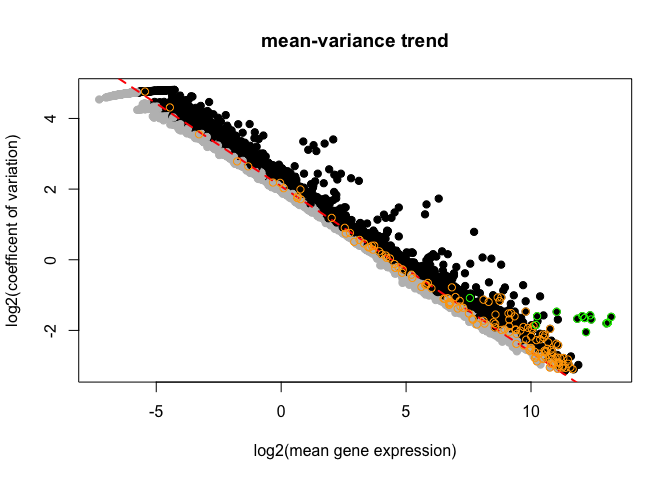 mean-variance trend
log2(coefficent of variation)
4
2
0
-2
-5
0
5
10
log2(mean gene expression)